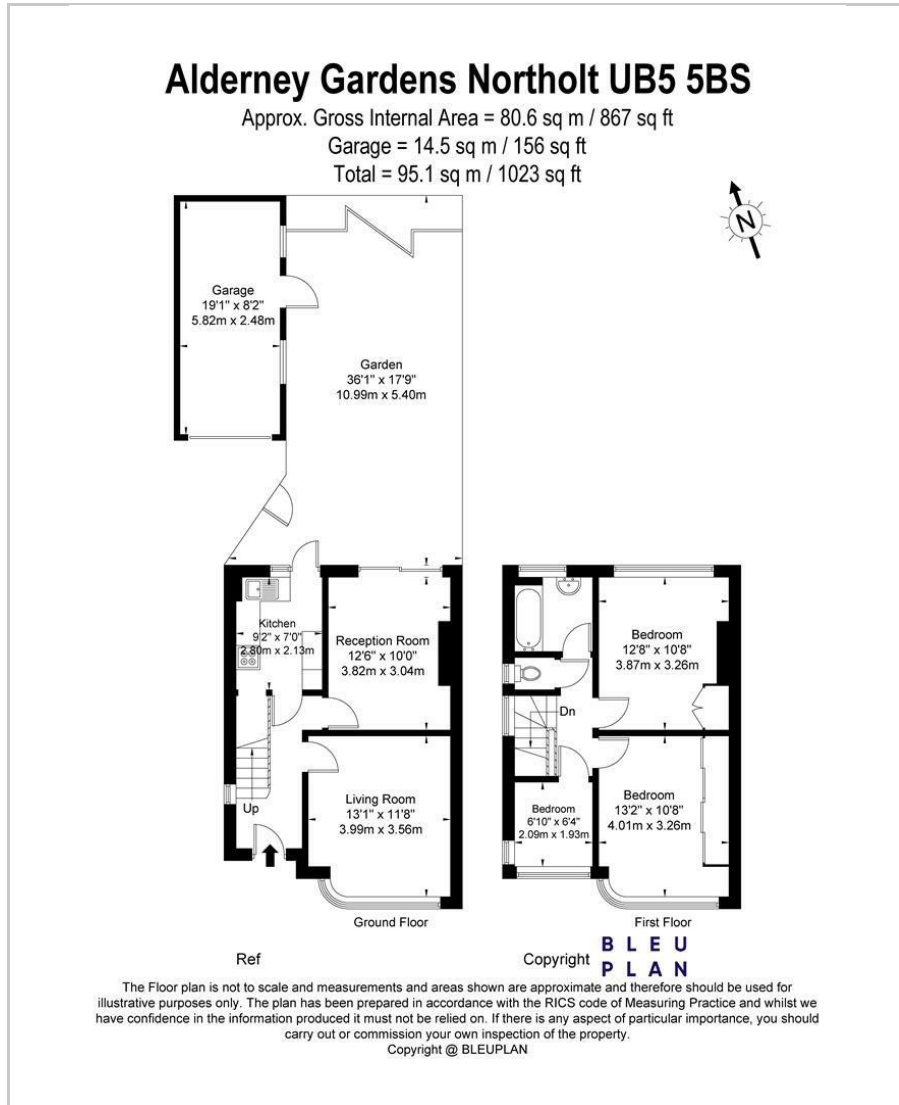 Alderney Gardens Northolt UB5 5BS
Approx. Gross Internal Area = 80.6 sq m / 867 sq ft
Garage = 14.5 sq m / 156 sq ft
Total = 95.1 sq m / 1023 sq ft
N
Garage
19'1" x 8'2"
5.82m x 2.48m
Garden
36'1" x 17'9"
10.99m x 5.40m
Kitchen
9'2" x 7'0"
2.80m x 2.13m
Reception Room
12'6" x 10'0"
3.82m x 3.04m
Living Room
13'1" x 11'8"
3.99m x 3.56m
Up
Ground Floor
Bedroom
12'8" x 10'8"
3.87m x 3.26m
Dn
Bedroom
6'10" x 6'4"
2.09m x 1.93m
Bedroom
13'2" x 10'8"
4.01m x 3.26m
First Floor
Ref
Copyright
BLEU
PLAN
The Floor plan is not to scale and measurements and areas shown are approximate and therefore should be used for
illustrative purposes only. The plan has been prepared in accordance with the RICS code of Measuring Practice and whilst we
have confidence in the information produced it must not be relied on. If there is any aspect of particular importance, you should
carry out or commission your own inspection of the property.
Copyright @ BLEUPLAN